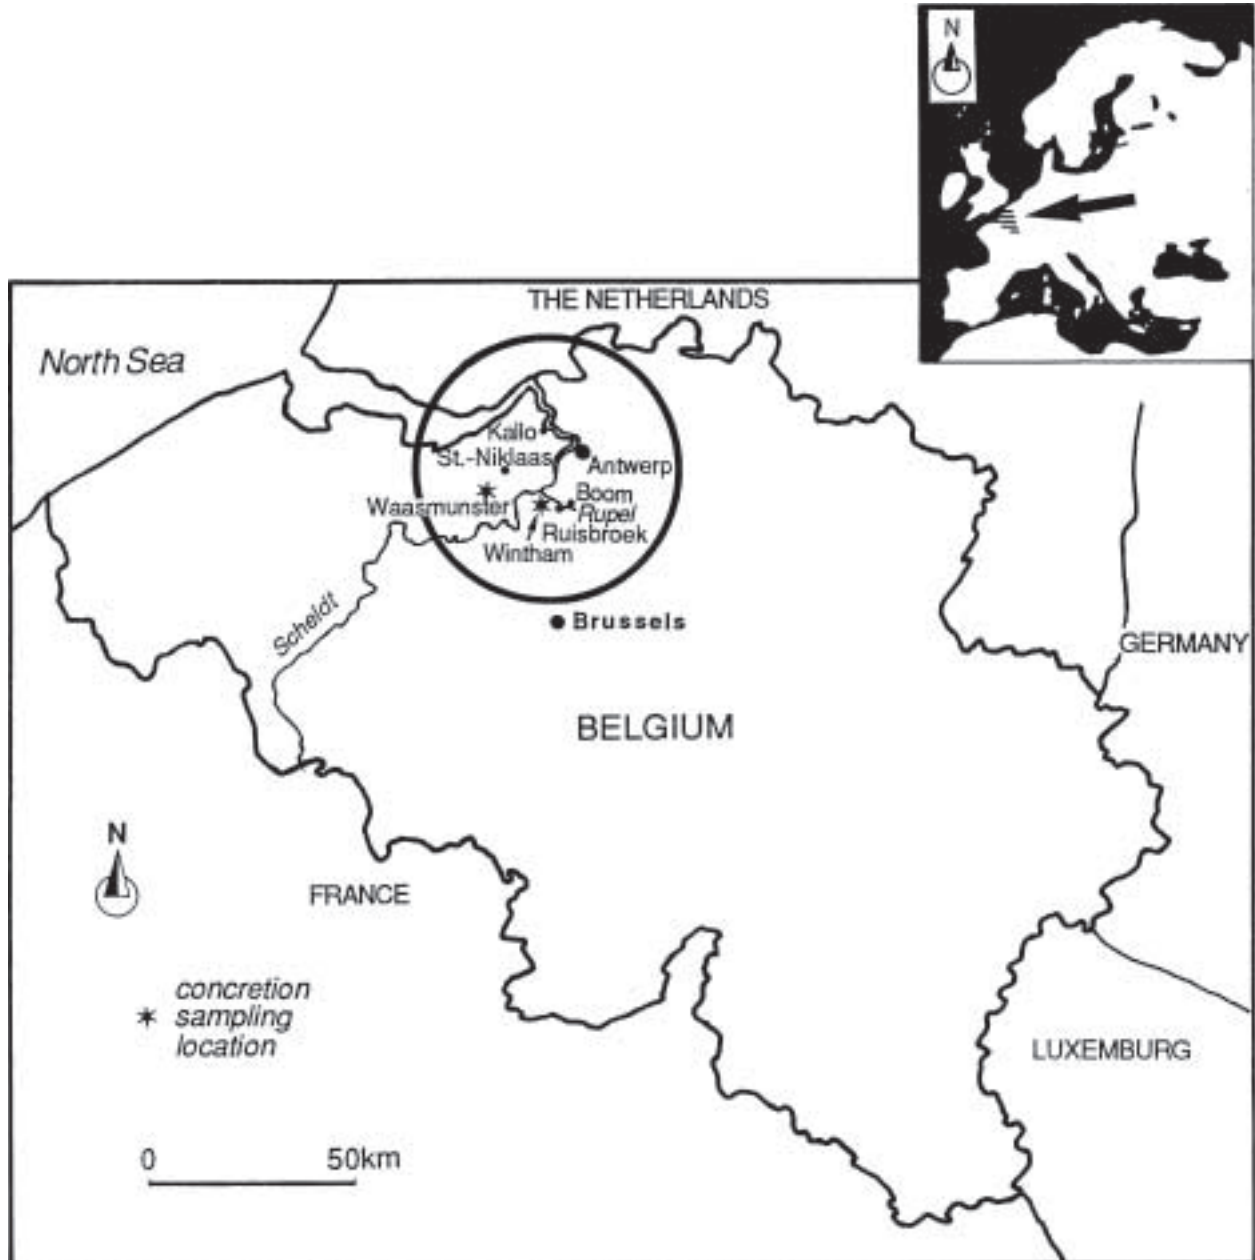 N
THE NETHERLANDS
North Sea
Kallo
St.-Niklaas
Antwerp
Waasmunster
Boom
Rupel
Ruisbroek
Wintham
Scheldt
Brussels
GERMANY
BELGIUM
N
FRANCE
concretion
sampling
location
LUXEMBURG
0 50km